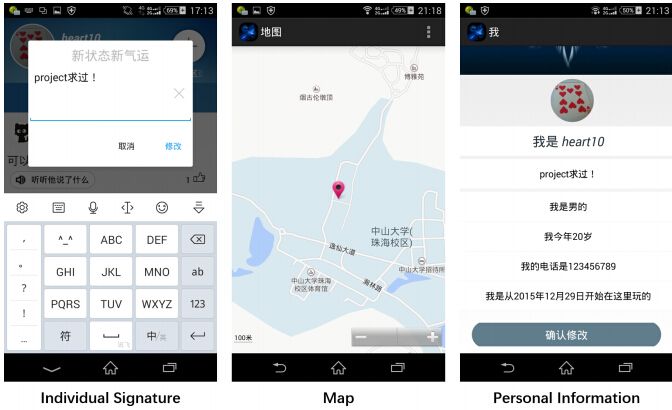 69% 17:13
heart10
新状态新气运
project求过！
取消 修改
可以
听听他说了什么 1
， ^_^ ABC DEF
。 GHI JKL MNO ab
？
！ PQRS TUV WXYZ 123
... 符 中/英
Individual Signature
49% 21:18
地图
博雅苑
烟古伦墩顶
中山大学(
珠海校区)
逸仙大道
中山大学招待所
中山大学珠海
校区体育馆
瀚林路
100米
Map
50% 21:13
我
我是 heart10
project求过！
我是男的
我今年20岁
我的电话是123456789
我是从2015年12月29日开始在这里玩的
确认修改
Personal Information